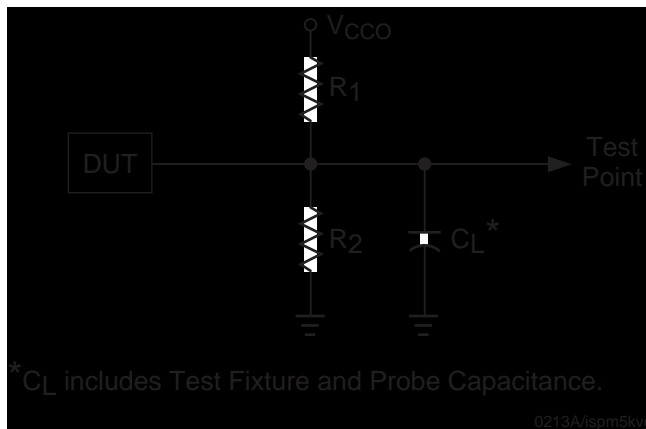 VCCO
R1
DUT
Test
Point
R2
CL*
*CL includes Test Fixture and Probe Capacitance.
0213A/ispm5kv